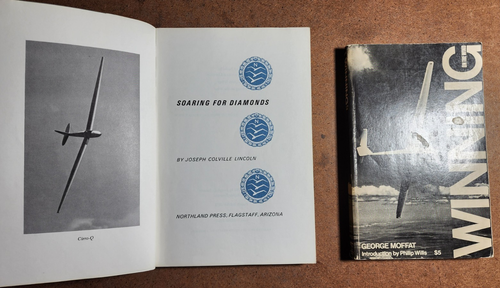 Cirrus Q
SOARING FOR DIAMONDS
BY JOSEPH COLVILLE LINCOLN
NORTHLAND PRESS, FLAGSTAFF, ARIZONA
WINNING
GEORGE MOFFAT
Introduction by Philip Wills $5